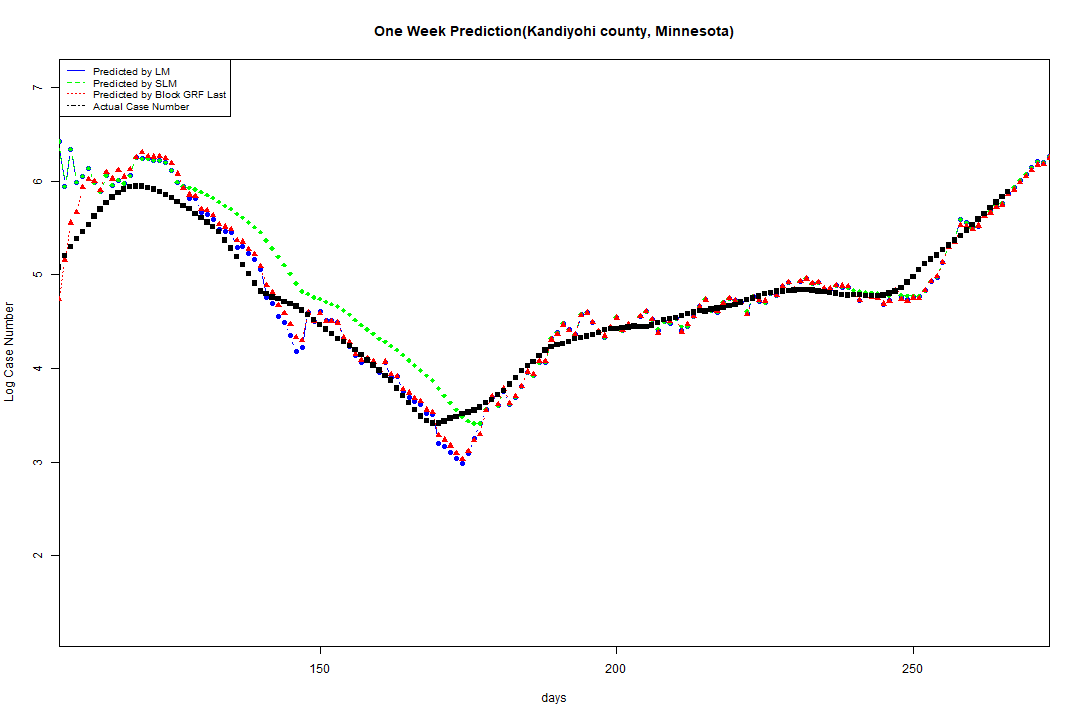 One Week Prediction(Kandiyohi county, Minnesota)
Predicted by LM
Predicted by SLM
Predicted by Block GRF Last
Actual Case Number
7
6
5
4
3
2
Log Case Number
150
200
250
days